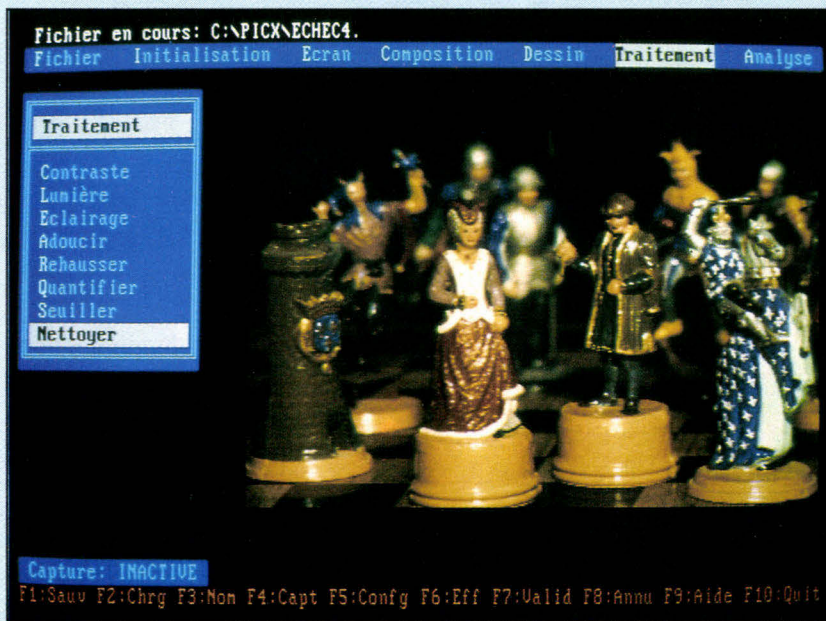 Fichier en cours: C:\PICX\ECHEC4.
Fichier Initialisation Ecran Composition Dessin Traitement Analyse
Traitement
Contraste
Lumière
Eclairage
Adoucir
Rehausser
Quantifier
Seuiller
Nettoyer
Capture: INACTIVE
F1:Sauv F2:Chrg F3:Nom F4:Capt F5:Confg F6:Eff F7:Valid F8:Annu F9:Aide F10:Quit